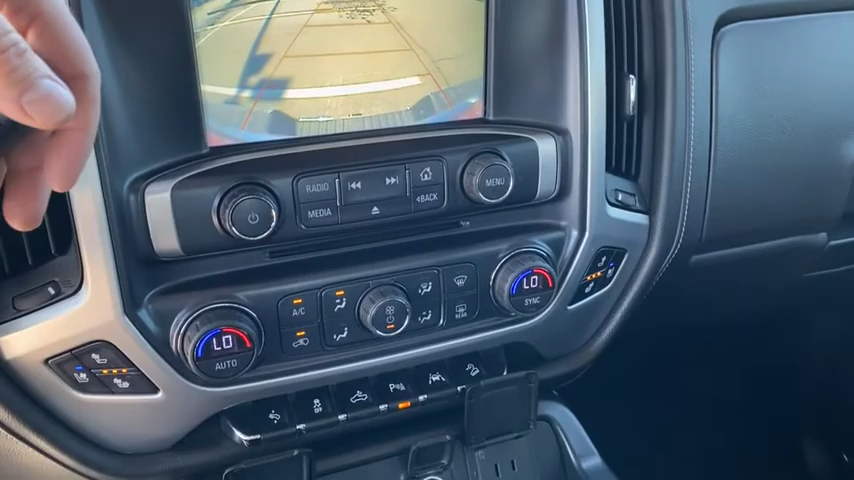 RADIO
MEDIA
BACK
MENU
A/C
REAR
LO
AUTO
LO
SYNC
P